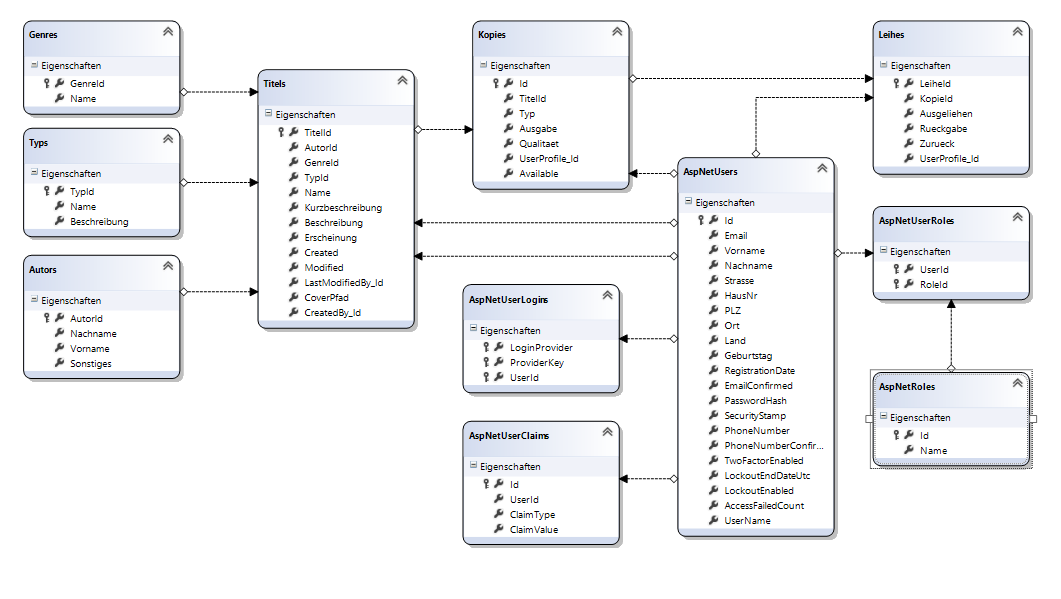 Genres
Eigenschaften
GenreId
Name
Typs
Eigenschaften
TypId
Name
Beschreibung
Autors
Eigenschaften
AutorId
Nachname
Vorname
Sonstiges
Titels
Eigenschaften
TitelId
AutorId
GenreId
TypId
Name
Kurzbeschreibung
Beschreibung
Erscheinung
Created
Modified
LastModifiedBy_Id
CoverPfad
CreatedBy_Id
Kopies
Eigenschaften
Id
TitelId
Typ
Ausgabe
Qualitaet
UserProfile_Id
Available
AspNetUserLogins
Eigenschaften
LoginProvider
ProviderKey
UserId
AspNetUserClaims
Eigenschaften
Id
UserId
ClaimType
ClaimValue
AspNetUsers
Eigenschaften
Id
Email
Vorname
Nachname
Strasse
HausNr
PLZ
Ort
Land
Geburtstag
RegistrationDate
EmailConfirmed
PasswordHash
SecurityStamp
PhoneNumber
PhoneNumberConfir...
TwoFactorEnabled
LockoutEndDateUtc
LockoutEnabled
AccessFailedCount
UserName
Leihes
Eigenschaften
LeiheId
KopieId
Ausgeliehen
Rueckgabe
Zurueck
UserProfile_Id
AspNetUserRoles
Eigenschaften
UserId
RoleId
AspNetRoles
Eigenschaften
Id
Name